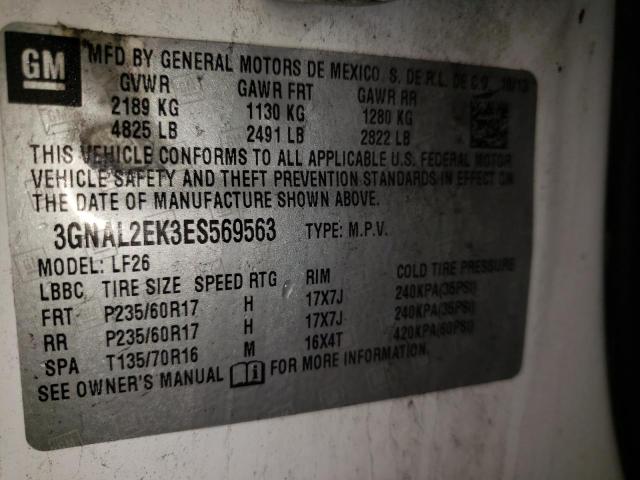 GM
MFD BY GENERAL MOTORS DE MEXICO, S. DE R.L. DE C.V. 10/13
GVWR GAWR FRT GAWR RR
2189 KG 1130 KG 1280 KG
4825 LB 2491 LB 2822 LB
THIS VEHICLE CONFORMS TO ALL APPLICABLE U.S. FEDERAL MOTOR
VEHICLE SAFETY AND THEFT PREVENTION STANDARDS IN EFFECT ON
THE DATE OF MANUFACTURE SHOWN ABOVE.
3GNAL2EK3ES569563 TYPE: M.P.V.
MODEL: LF26
LBBC TIRE SIZE SPEED RTG RIM COLD TIRE PRESSURE
FRT P235/60R17 H 17X7J 240KPA(35PSI)
RR P235/60R17 H 17X7J 240KPA(35PSI)
SPA T135/70R16 M 16X4T 420KPA(60PSI)
SEE OWNER'S MANUAL FOR MORE INFORMATION.